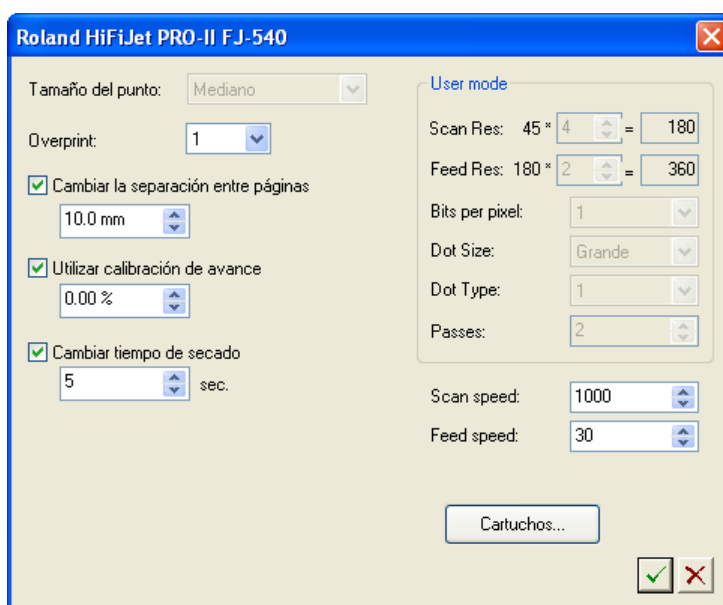 Roland HiFiJet PRO-II FJ-540
Tamaño del punto: Mediano
Overprint: 1
Cambiar la separación entre páginas
10.0 mm
Utilizar calibración de avance
0.00 %
Cambiar tiempo de secado
5 sec.
User mode
Scan Res: 45 * 4 = 180
Feed Res: 180 * 2 = 360
Bits per pixel: 1
Dot Size: Grande
Dot Type: 1
Passes: 2
Scan speed: 1000
Feed speed: 30
Cartuchos...